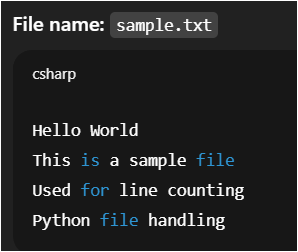 File name: sample.txt
csharp
Hello World
This is a sample file
Used for line counting
Python file handling